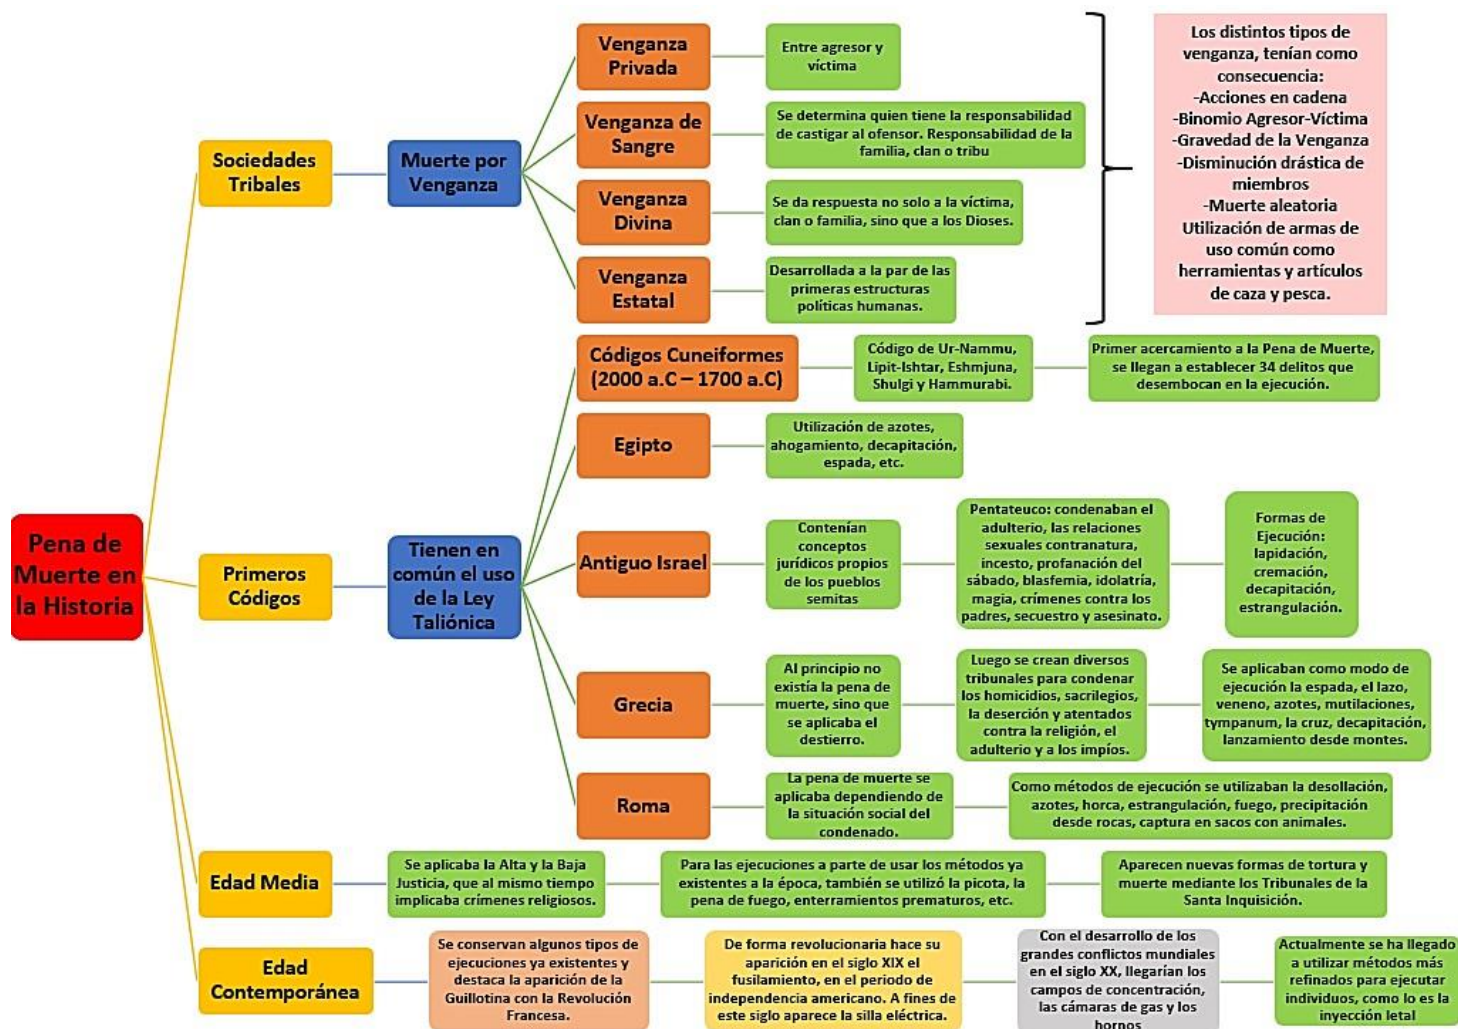 Pena de
Muerte en
la Historia
Sociedades
Tribales
Muerte por
Venganza
Venganza
Privada
Entre agresor y
víctima
Venganza de
Sangre
Se determina quien tiene la responsabilidad
de castigar al ofensor. Responsabilidad de la
familia, clan o tribu
Venganza
Divina
Se da respuesta no solo a la víctima,
clan o familia, sino que a los Dioses.
Venganza
Estatal
Desarrollada a la par de las
primeras estructuras
políticas humanas.
Los distintos tipos de
venganza, tenían como
consecuencia:
-Acciones en cadena
-Binomio Agresor-Víctima
-Gravedad de la Venganza
-Disminución drástica de
miembros
-Muerte aleatoria
Utilización de armas de
uso común como
herramientas y artículos
de caza y pesca.
Primeros
Códigos
Tienen en
común el uso
de la Ley
Taliónica
Códigos Cuneiformes
(2000 a.C – 1700 a.C)
Código de Ur-Nammu,
Lipit-Ishtar, Eshmjuna,
Shulgi y Hammurabi.
Primer acercamiento a la Pena de Muerte,
se llegan a establecer 34 delitos que
desembocan en la ejecución.
Egipto
Utilización de azotes,
ahogamiento, decapitación,
espada, etc.
Antiguo Israel
Contenían
conceptos
jurídicos propios
de los pueblos
semitas
Pentateuco: condenaban el
adulterio, las relaciones
sexuales contranatura,
incesto, profanación del
sábado, blasfemia, idolatría,
magia, crímenes contra los
padres, secuestro y asesinato.
Formas de
Ejecución:
lapidación,
cremación,
decapitación,
estrangulación.
Grecia
Al principio no
existía la pena de
muerte, sino que
se aplicaba el
destierro.
Luego se crean diversos
tribunales para condenar
los homicidios, sacrilegios,
la deserción y atentados
contra la religión, el
adulterio y a los impíos.
Se aplicaban como modo de
ejecución la espada, el lazo,
veneno, azotes, mutilaciones,
tympanum, la cruz, decapitación,
lanzamiento desde montes.
Roma
La pena de muerte se
aplicaba dependiendo de
la situación social del
condenado.
Como métodos de ejecución se utilizaban la desollación,
azotes, horca, estrangulación, fuego, precipitación
desde rocas, captura en sacos con animales.
Edad Media
Se aplicaba la Alta y la Baja
Justicia, que al mismo tiempo
implicaba crímenes religiosos.
Para las ejecuciones a parte de usar los métodos ya
existentes a la época, también se utilizó la picota, la
pena de fuego, enterramientos prematuros, etc.
Aparecen nuevas formas de tortura y
muerte mediante los Tribunales de la
Santa Inquisición.
Edad
Contemporánea
Se conservan algunos tipos de
ejecuciones ya existentes y
destaca la aparición de la
Guillotina con la Revolución
Francesa.
De forma revolucionaria hace su
aparición en el siglo XIX el
fusilamiento, en el periodo de
independencia americano. A fines de
este siglo aparece la silla eléctrica.
Con el desarrollo de los
grandes conflictos mundiales
en el siglo XX, llegarían los
campos de concentración,
las cámaras de gas y los
hornos
Actualmente se ha llegado
a utilizar métodos más
refinados para ejecutar
individuos, como lo es la
inyección letal